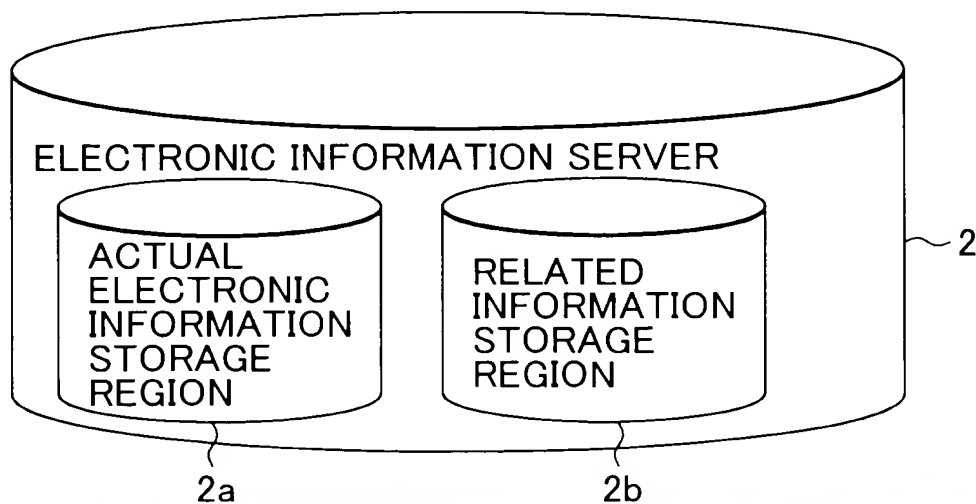 ELECTRONIC INFORMATION SERVER
ACTUAL
ELECTRONIC
INFORMATION
STORAGE
REGION
RELATED
INFORMATION
STORAGE
REGION
2
2a
2b